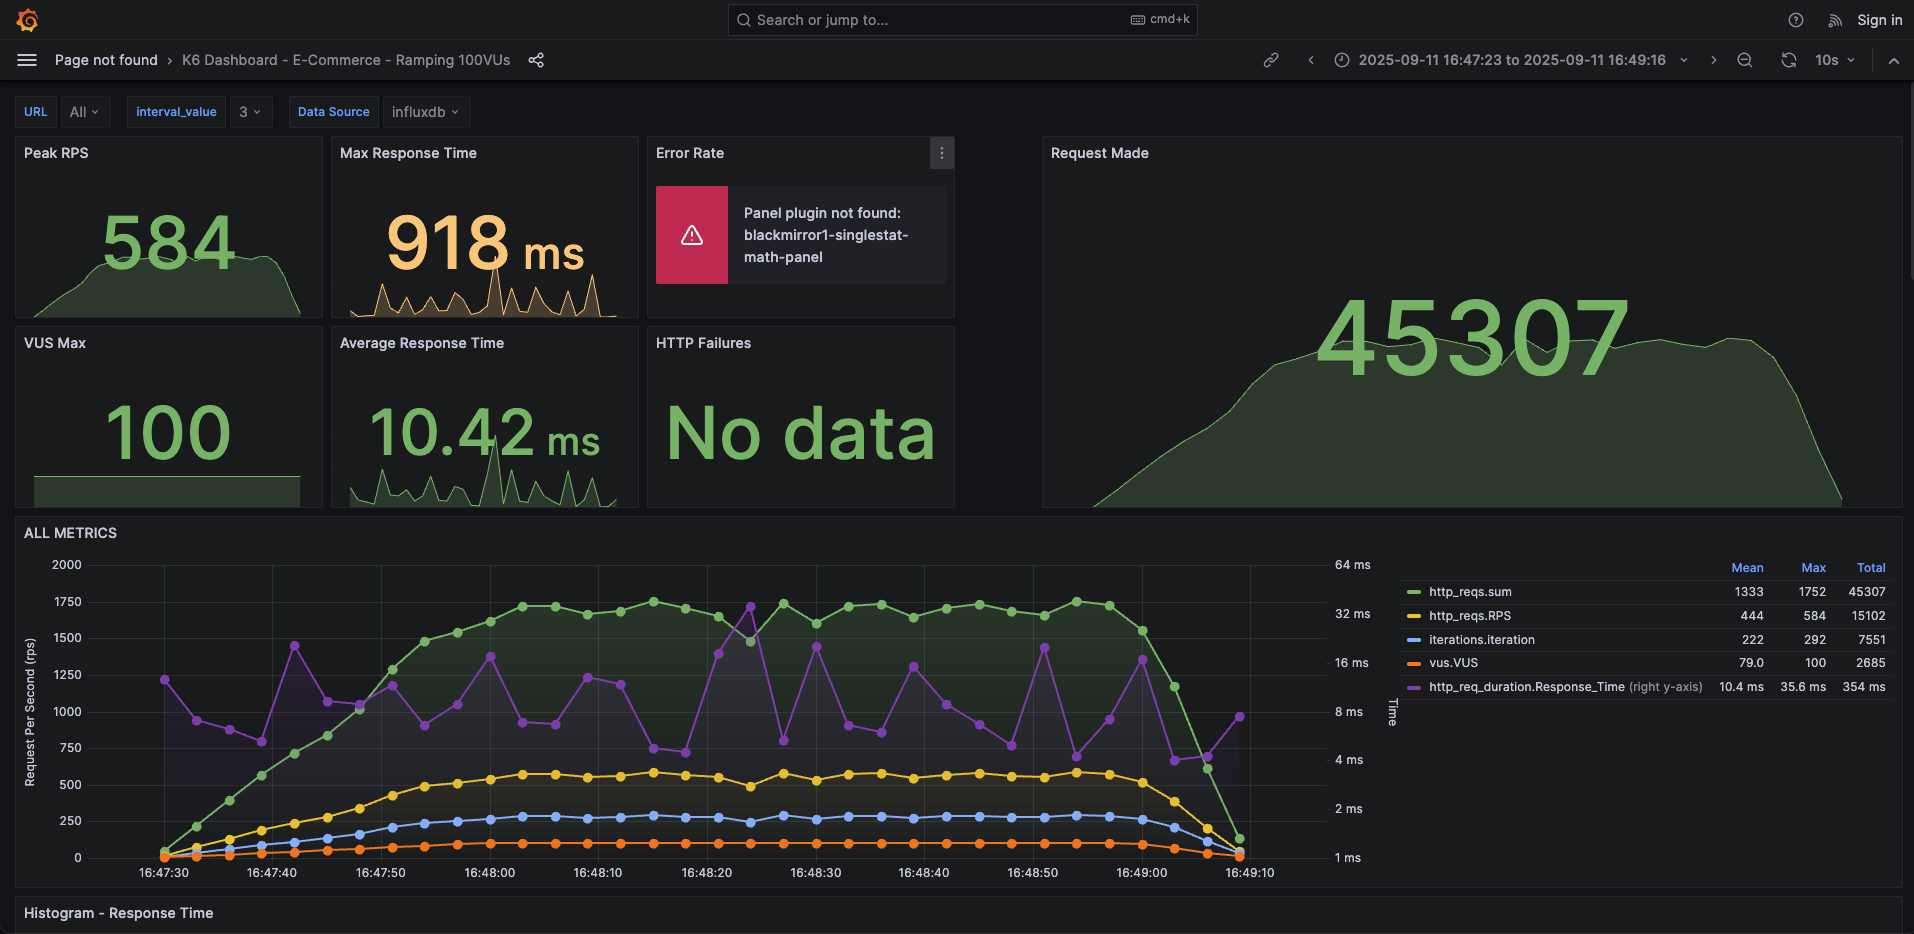 Search or jump to...
cmd+k
Sign in
Page not found › K6 Dashboard - E-Commerce - Ramping 100VUs
2025-09-11 16:47:23 to 2025-09-11 16:49:16
10s
URL All
interval_value 3
Data Source influxdb
Peak RPS
584
Max Response Time
918 ms
Error Rate
Panel plugin not found:
blackmirror1-singlestat-
math-panel
Request Made
45307
VUS Max
100
Average Response Time
10.42 ms
HTTP Failures
No data
ALL METRICS
Request Per Second (rps)
2000
1750
1500
1250
1000
750
500
250
0
64 ms
32 ms
16 ms
8 ms
4 ms
2 ms
1 ms
Time
16:47:30 16:47:40 16:47:50 16:48:00 16:48:10 16:48:20 16:48:30 16:48:40 16:48:50 16:49:00 16:49:10
Mean Max Total
http_reqs.sum 1333 1752 45307
http_reqs.RPS 444 584 15102
iterations.iteration 222 292 7551
vus.VUS 79.0 100 2685
http_req_duration.Response_Time (right y-axis) 10.4 ms 35.6 ms 354 ms
Histogram - Response Time